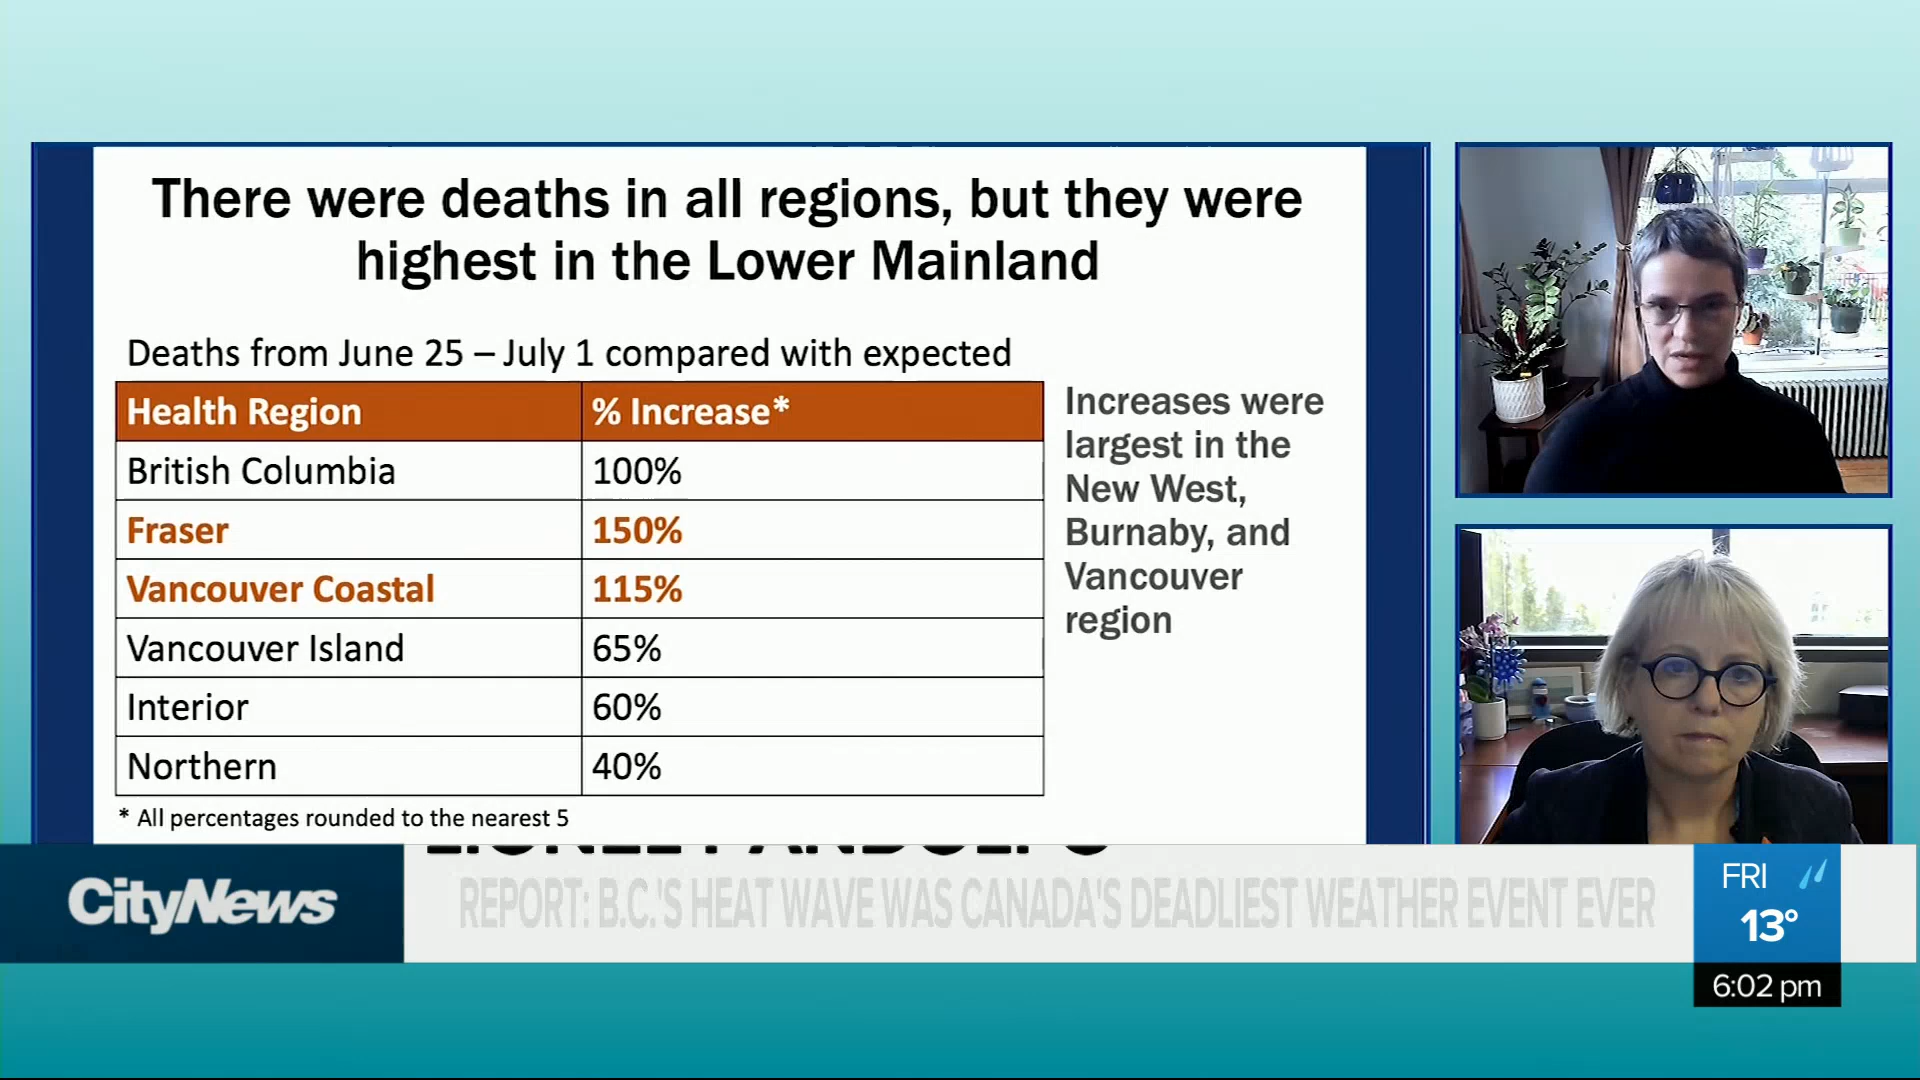 There were deaths in all regions, but they were
highest in the Lower Mainland
Deaths from June 25 – July 1 compared with expected
Health Region % Increase*
British Columbia 100%
Fraser 150%
Vancouver Coastal 115%
Vancouver Island 65%
Interior 60%
Northern 40%
* All percentages rounded to the nearest 5
Increases were
largest in the
New West,
Burnaby, and
Vancouver
region
CityNews
REPORT: B.C.'S HEAT WAVE WAS CANADA'S DEADLIEST WEATHER EVENT EVER
FRI
13°
6:02 pm